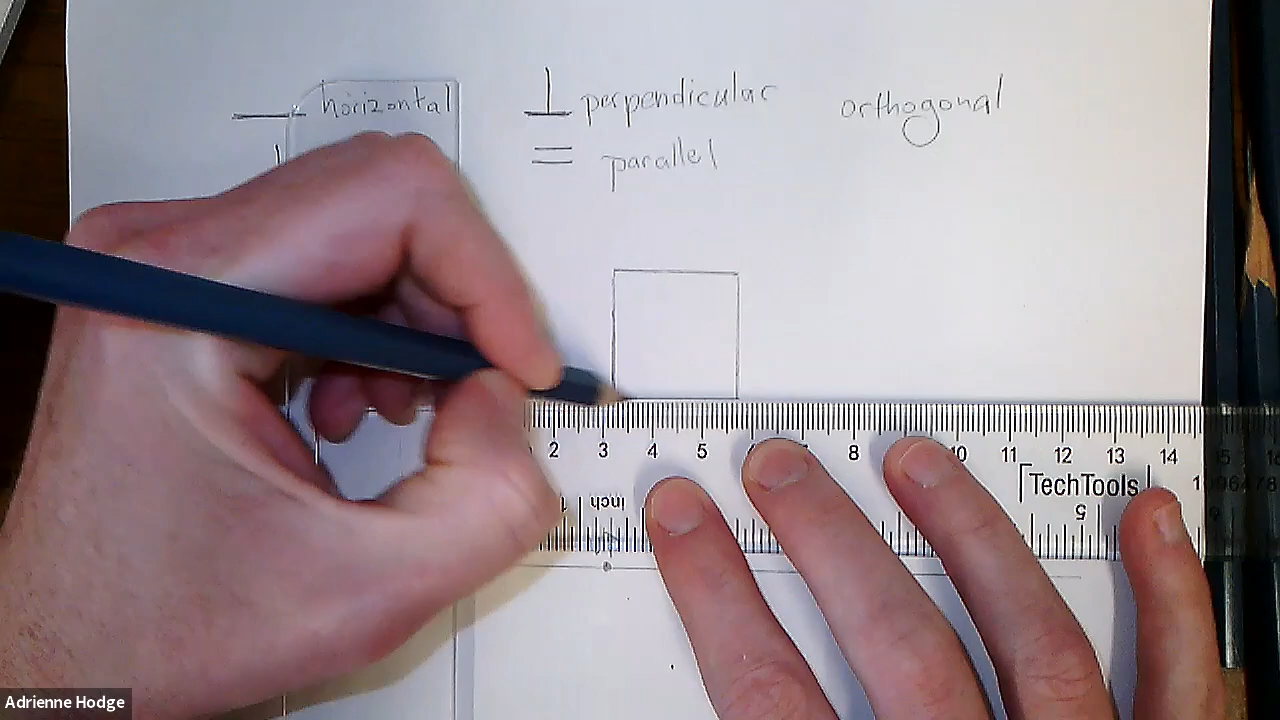 horizontal
perpendicular
orthogonal
parallel
2 3 4 5 8 10 11 12 13 14 15
TechTools
1 inch 5
Adrienne Hodge